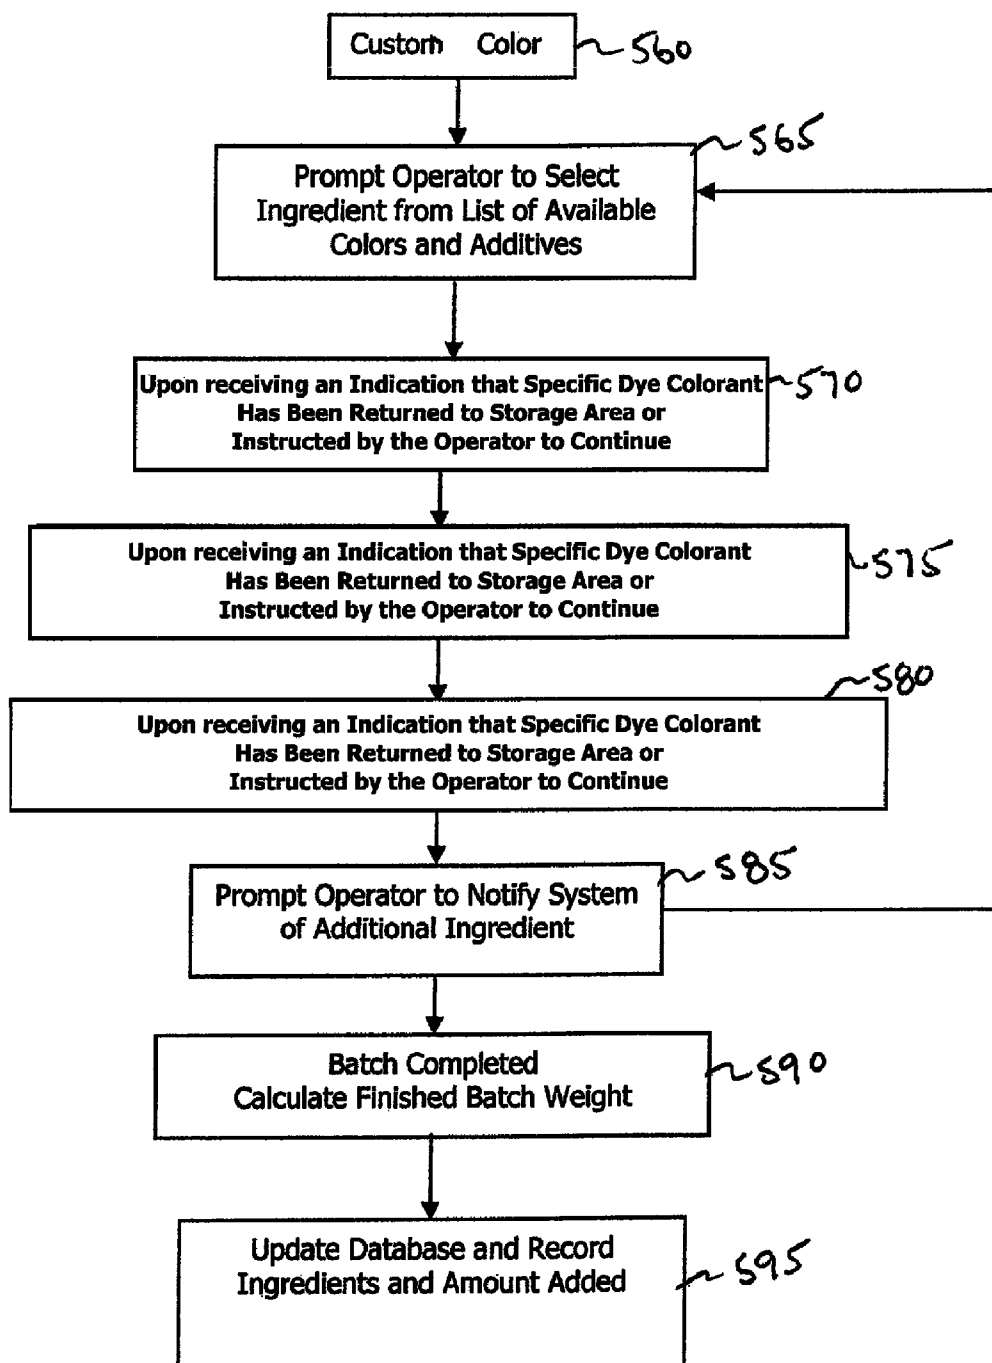 Custom Color
560
565
Prompt Operator to Select
Ingredient from List of Available
Colors and Additives
Upon receiving an Indication that Specific Dye Colorant
Has Been Returned to Storage Area or
Instructed by the Operator to Continue
570
Upon receiving an Indication that Specific Dye Colorant
Has Been Returned to Storage Area or
Instructed by the Operator to Continue
575
580
Upon receiving an Indication that Specific Dye Colorant
Has Been Returned to Storage Area or
Instructed by the Operator to Continue
585
Prompt Operator to Notify System
of Additional Ingredient
Batch Completed
Calculate Finished Batch Weight
590
Update Database and Record
Ingredients and Amount Added
595